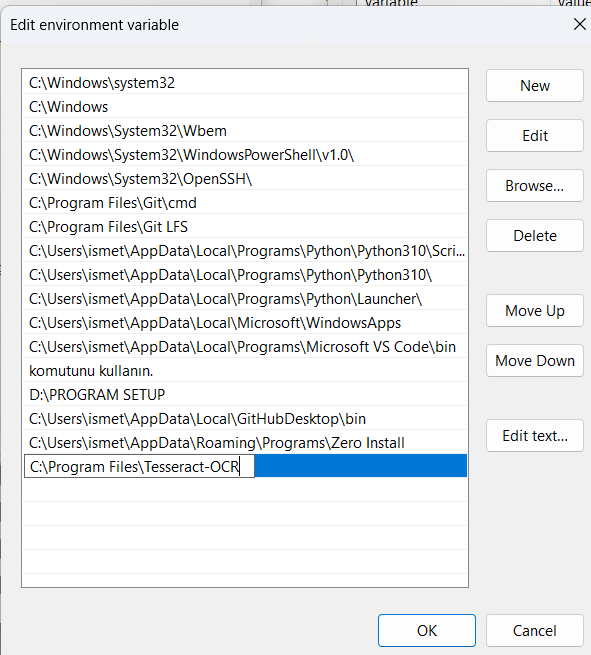 Variable
Value
Edit environment variable
C:\Windows\system32
C:\Windows
C:\Windows\System32\Wbem
C:\Windows\System32\WindowsPowerShell\v1.0\
C:\Windows\System32\OpenSSH\
C:\Program Files\Git\cmd
C:\Program Files\Git LFS
C:\Users\ismet\AppData\Local\Programs\Python\Python310\Scri...
C:\Users\ismet\AppData\Local\Programs\Python\Python310\
C:\Users\ismet\AppData\Local\Programs\Python\Launcher\
C:\Users\ismet\AppData\Local\Microsoft\WindowsApps
C:\Users\ismet\AppData\Local\Programs\Microsoft VS Code\bin
komutunu kullanın.
D:\PROGRAM SETUP
C:\Users\ismet\AppData\Local\GitHubDesktop\bin
C:\Users\ismet\AppData\Roaming\Programs\Zero Install
C:\Program Files\Tesseract-OCR
New
Edit
Browse...
Delete
Move Up
Move Down
Edit text...
OK
Cancel